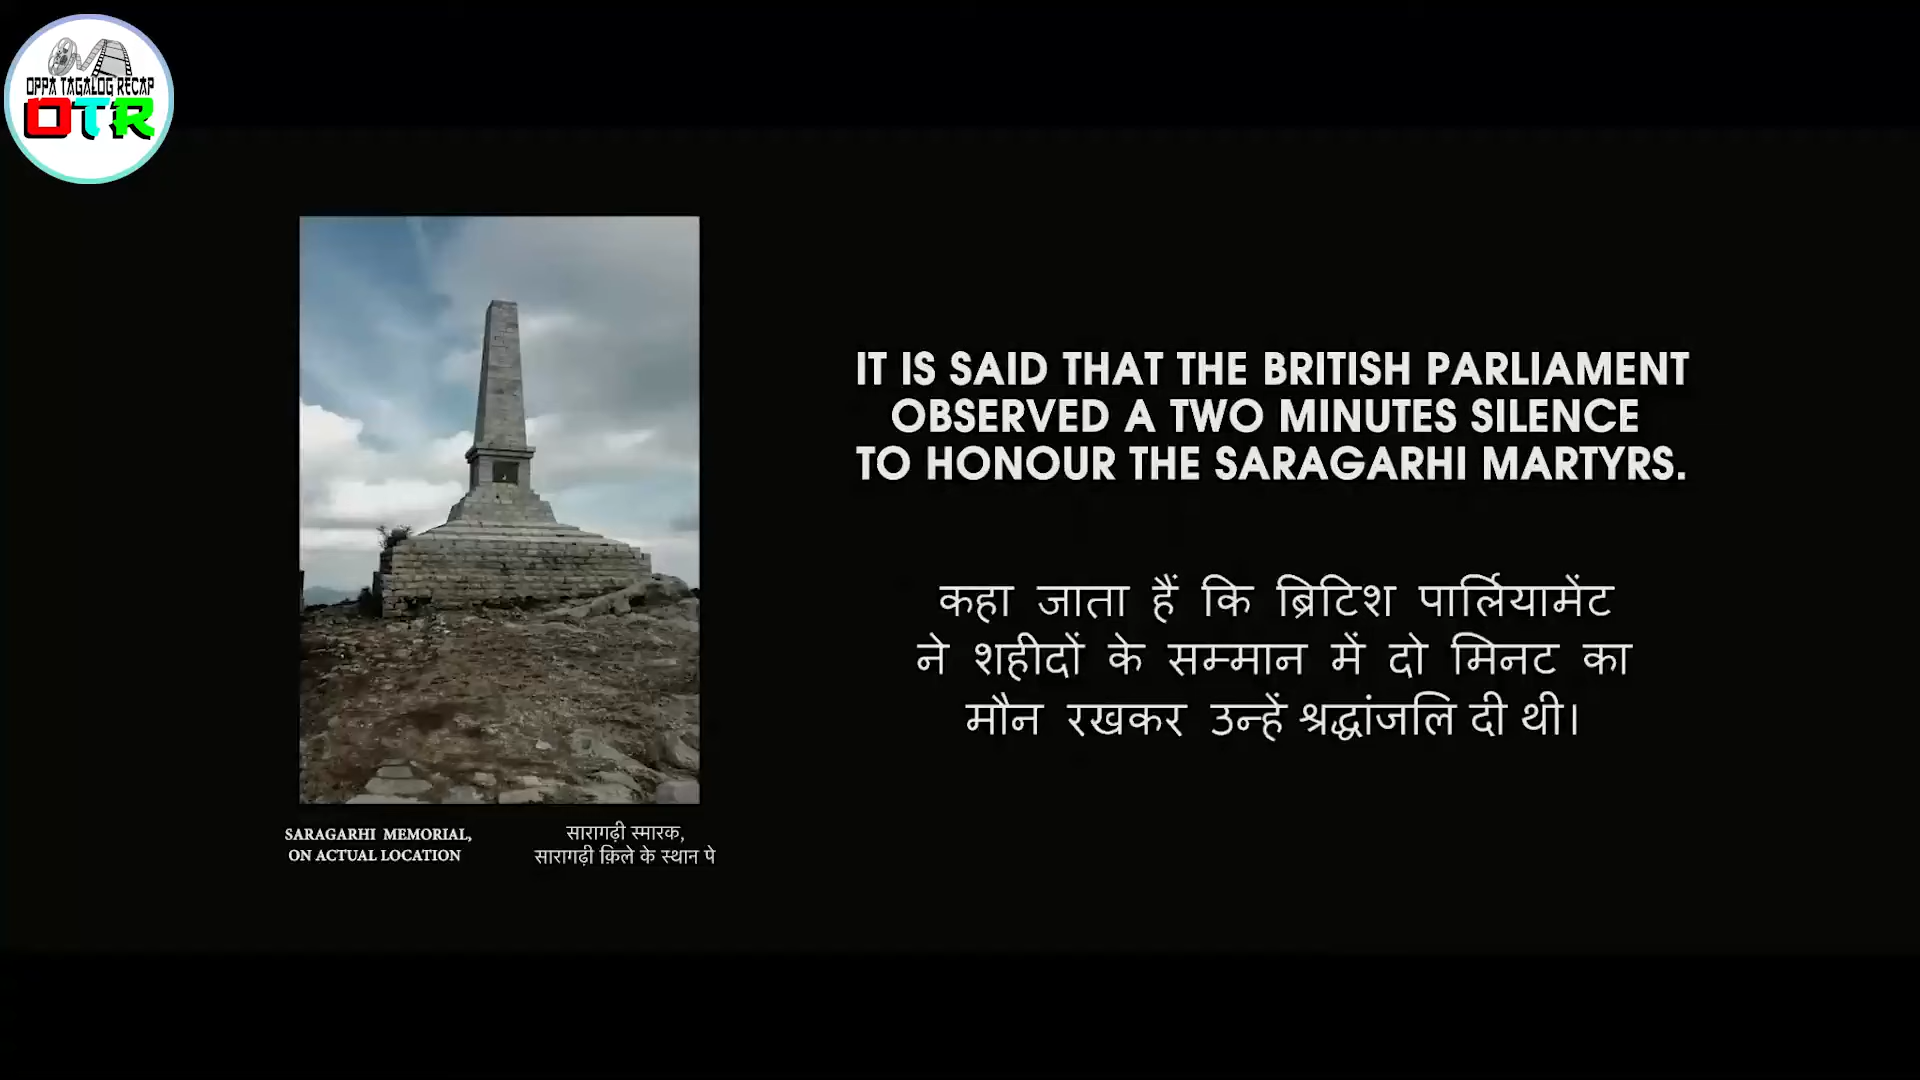 OPPA TAGALOG RECAP
OTR
IT IS SAID THAT THE BRITISH PARLIAMENT
OBSERVED A TWO MINUTES SILENCE
TO HONOUR THE SARAGARHI MARTYRS.
कहा जाता हैं कि ब्रिटिश पार्लियामेंट
ने शहीदों के सम्मान में दो मिनट का
मौन रखकर उन्हें श्रद्धांजलि दी थी।
SARAGARHI MEMORIAL,
ON ACTUAL LOCATION
सारागढ़ी स्मारक,
सारागढ़ी क़िले के स्थान पे